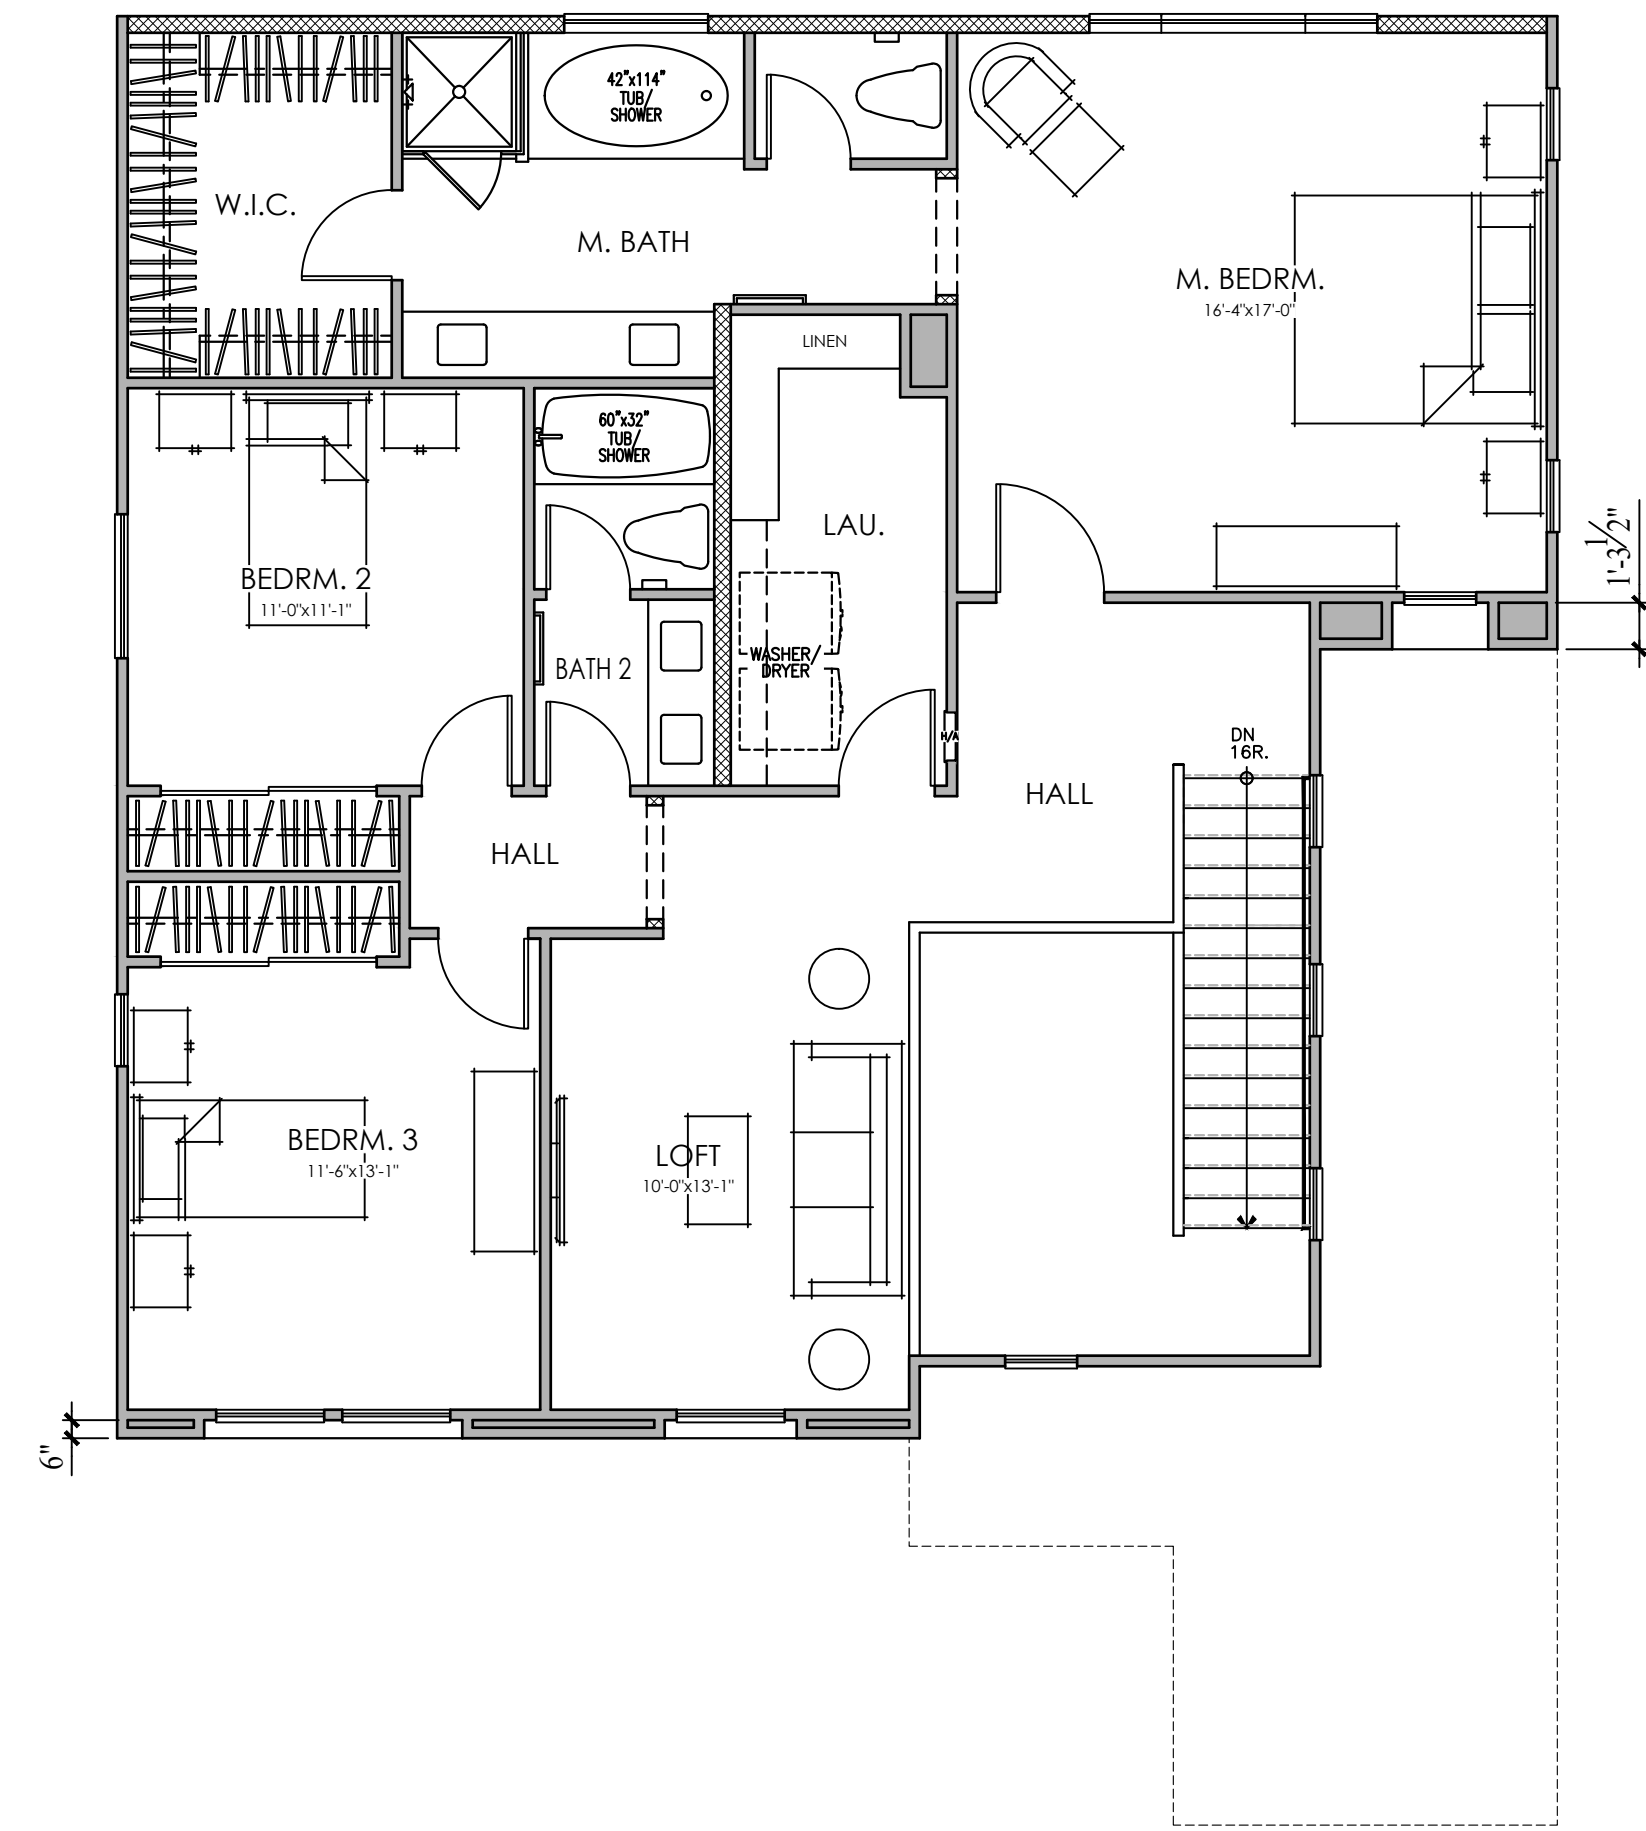 42"x114"
TUB/
SHOWER
W.I.C.
M. BATH
M. BEDRM.
16'-4"x17'-0"
LINEN
60"x32"
TUB/
SHOWER
LAU.
1'-3 1/2"
BEDRM. 2
11'-0"x11'-1"
BATH 2
WASHER/
DRYER
H/A
DN
16R.
HALL
HALL
BEDRM. 3
11'-6"x13'-1"
LOFT
10'-0"x13'-1"
6"